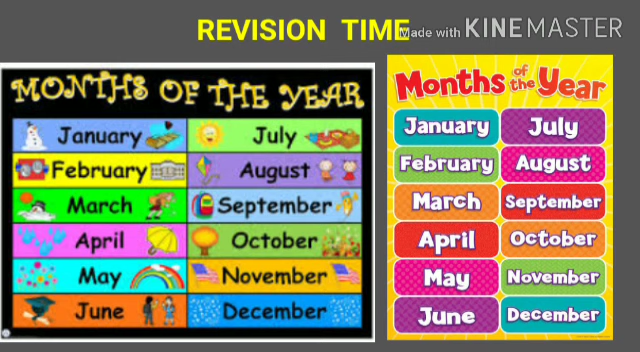 REVISION TIME
Made with KINEMASTER
MONTHS OF THE YEAR
January July
February August
March September
April October
May November
June December
Months of the Year
January July
February August
March September
April October
May November
June December